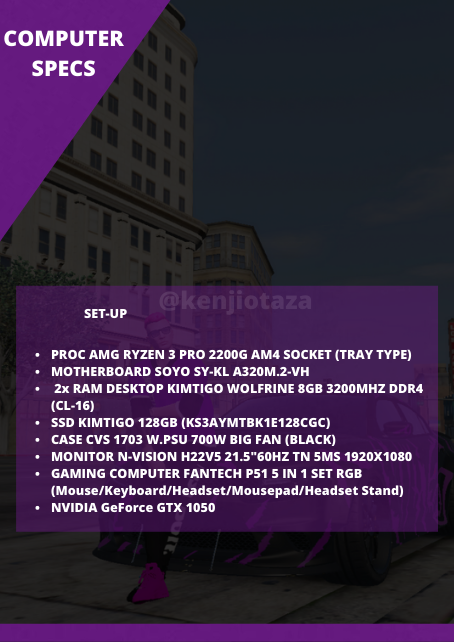 COMPUTER
SPECS
@kenjiotaza
SET-UP
• PROC AMG RYZEN 3 PRO 2200G AM4 SOCKET (TRAY TYPE)
• MOTHERBOARD SOYO SY-KL A320M.2-VH
• 2x RAM DESKTOP KIMTIGO WOLFRINE 8GB 3200MHZ DDR4
(CL-16)
• SSD KIMTIGO 128GB (KS3AYMTBK1E128CGC)
• CASE CVS 1703 W.PSU 700W BIG FAN (BLACK)
• MONITOR N-VISION H22V5 21.5"60HZ TN 5MS 1920X1080
• GAMING COMPUTER FANTECH P51 5 IN 1 SET RGB
(Mouse/Keyboard/Headset/Mousepad/Headset Stand)
• NVIDIA GeForce GTX 1050